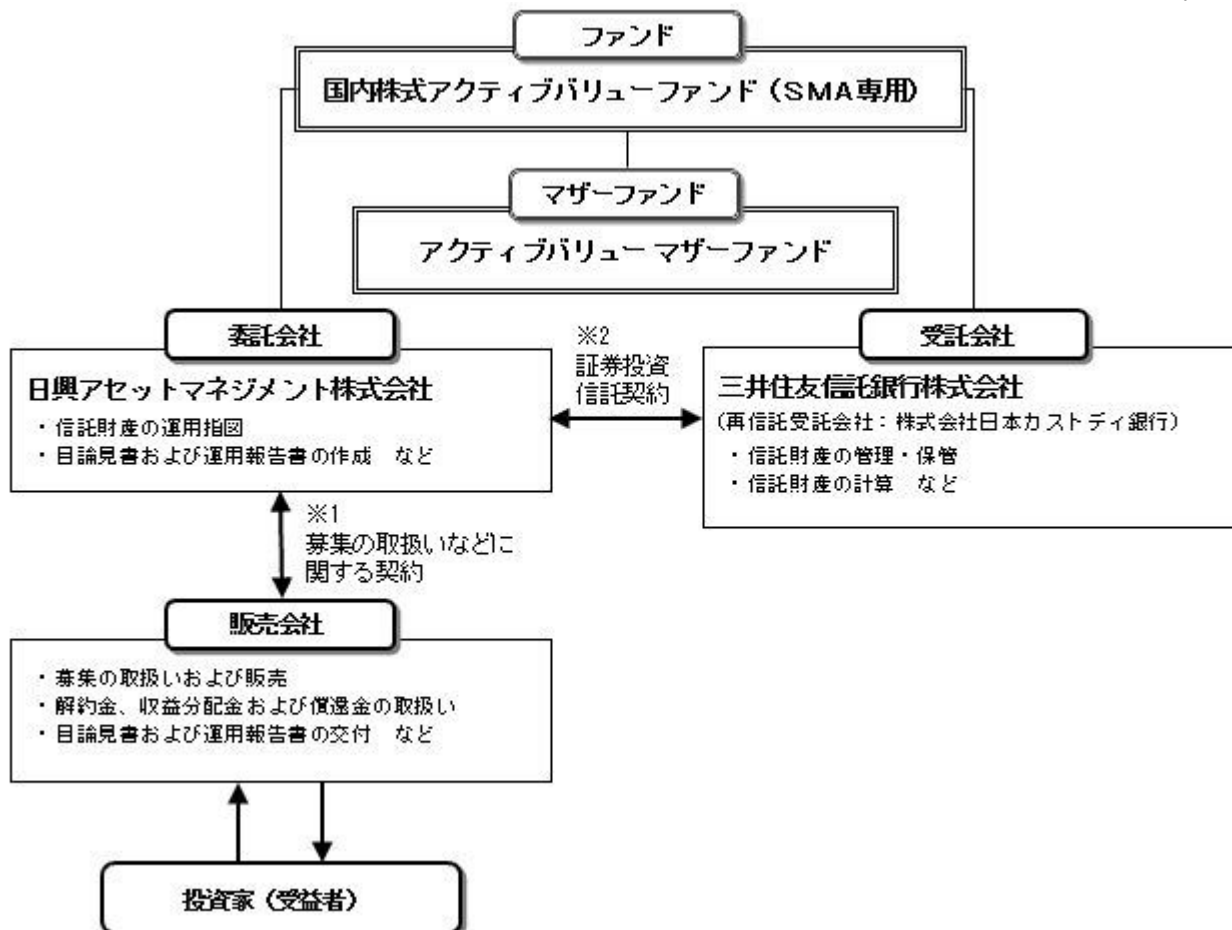 ファンド
国内株式アクティブバリューファンド（SMA専用）
マザーファンド
アクティブバリュー マザーファンド
委託会社
日興アセットマネジメント株式会社
・信託財産の運用指図
・目論見書および運用報告書の作成 など
※2
証券投資
信託契約
受託会社
三井住友信託銀行株式会社
（再信託受託会社：株式会社日本カストディ銀行）
・信託財産の管理・保管
・信託財産の計算 など
※1
募集の取扱いなどに
関する契約
販売会社
・募集の取扱いおよび販売
・解約金、収益分配金および償還金の取扱い
・目論見書および運用報告書の交付 など
投資家（受益者）